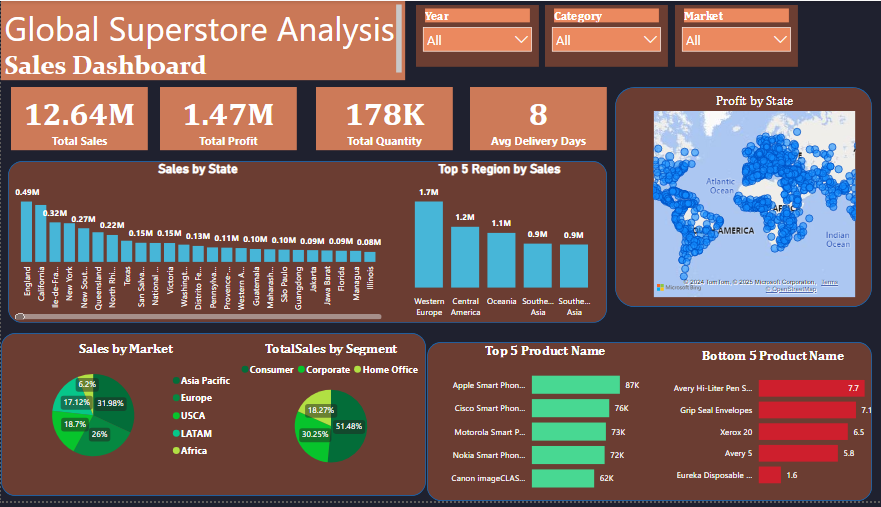 Global Superstore Analysis
Sales Dashboard
Year
All
Category
All
Market
All
12.64M
Total Sales
1.47M
Total Profit
178K
Total Quantity
8
Avg Delivery Days
Sales by State
0.49M
0.32M
0.27M
0.22M
0.15M
0.15M
0.13M
0.11M
0.10M
0.10M
0.09M
0.09M
0.08M
England
California
Ile-de-Fra...
New York
New Sout...
Queensland
North Rhi...
Texas
San Salva...
National ...
Victoria
Washingt...
Distrito Fe...
Pennsylva...
Provence-...
Western A...
Guatemala
Maharash...
São Paulo
Guangdong
Jakarta
Jawa Barat
Florida
Managua
Illinois
Top 5 Region by Sales
1.7M
1.2M
1.1M
0.9M
0.9M
Western
Europe
Central
America
Oceania
Southe...
Asia
Southe...
Asia
Profit by State
Atlantic
Ocean
AMERICA
Indian
Ocean
Microsoft Bing
© 2024 TomTom, © 2025 Microsoft Corporation, Terms
© OpenStreetMap
Sales by Market
6.2%
17.12%
31.98%
18.7%
26%
Asia Pacific
Europe
USCA
LATAM
Africa
TotalSales by Segment
Consumer Corporate Home Office
18.27%
51.48%
30.25%
Top 5 Product Name
Apple Smart Phon... 87K
Cisco Smart Phon... 76K
Motorola Smart P... 73K
Nokia Smart Phon... 72K
Canon imageCLAS... 62K
Bottom 5 Product Name
Avery Hi-Liter Pen S... 7.7
Grip Seal Envelopes 7.1
Xerox 20 6.5
Avery 5 5.8
Eureka Disposable ... 1.6